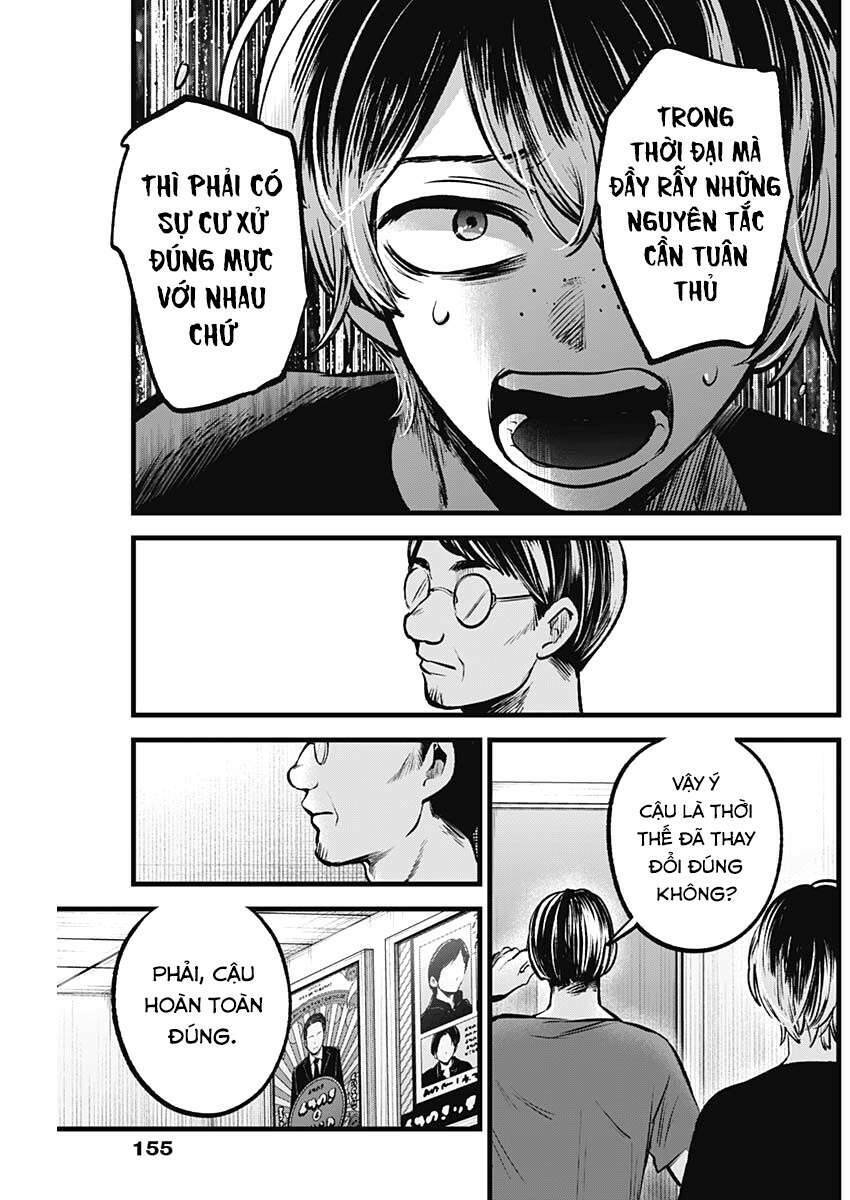 TRONG
THỜI ĐẠI MÀ
ĐẦY RẪY NHỮNG
NGUYÊN TẮC
CẦN TUÂN
THỦ
THÌ PHẢI CÓ
SỰ CƯ XỬ
ĐÚNG MỰC
VỚI NHAU
CHỨ
VẬY Ý
CẬU LÀ THỜI
THẾ ĐÃ THAY
ĐỔI ĐÚNG
KHÔNG?
PHẢI, CẬU
HOÀN TOÀN
ĐÚNG.
155